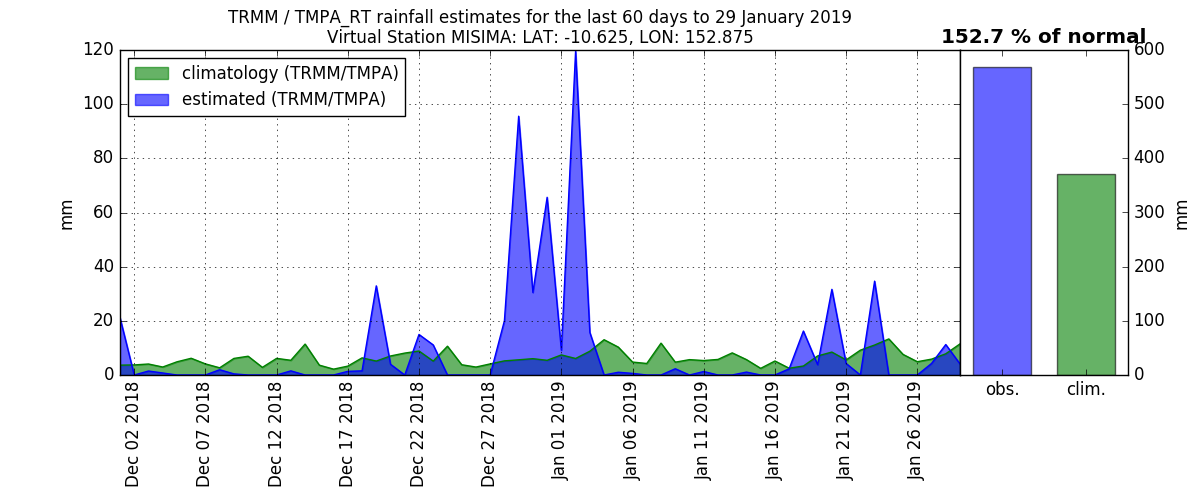 TRMM / TMPA_RT rainfall estimates for the last 60 days to 29 January 2019
Virtual Station MISIMA: LAT: -10.625, LON: 152.875
152.7 % of normal
climatology (TRMM/TMPA)
estimated (TRMM/TMPA)
mm
120
100
80
60
40
20
0
Dec 02 2018
Dec 07 2018
Dec 12 2018
Dec 17 2018
Dec 22 2018
Dec 27 2018
Jan 01 2019
Jan 06 2019
Jan 11 2019
Jan 16 2019
Jan 21 2019
Jan 26 2019
600
500
400
300
200
100
0
mm
obs.
clim.